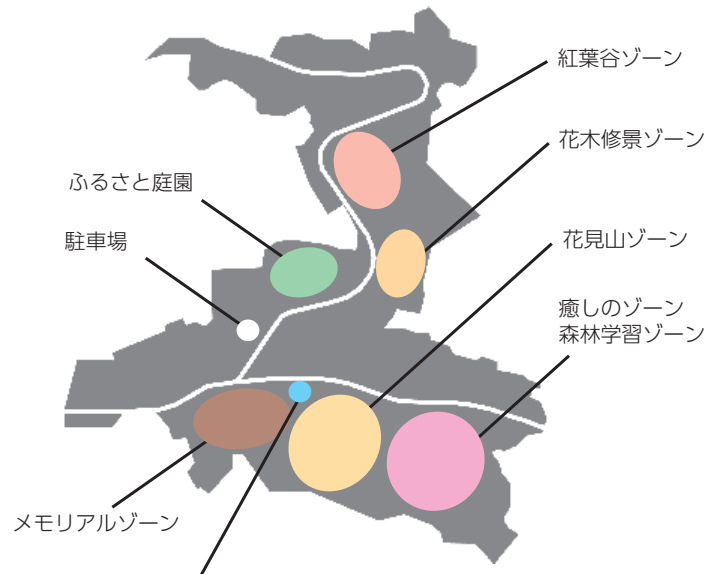 紅葉谷ゾーン
花木修景ゾーン
ふるさと庭園
駐車場
花見山ゾーン
癒しのゾーン
森林学習ゾーン
メモリアルゾーン